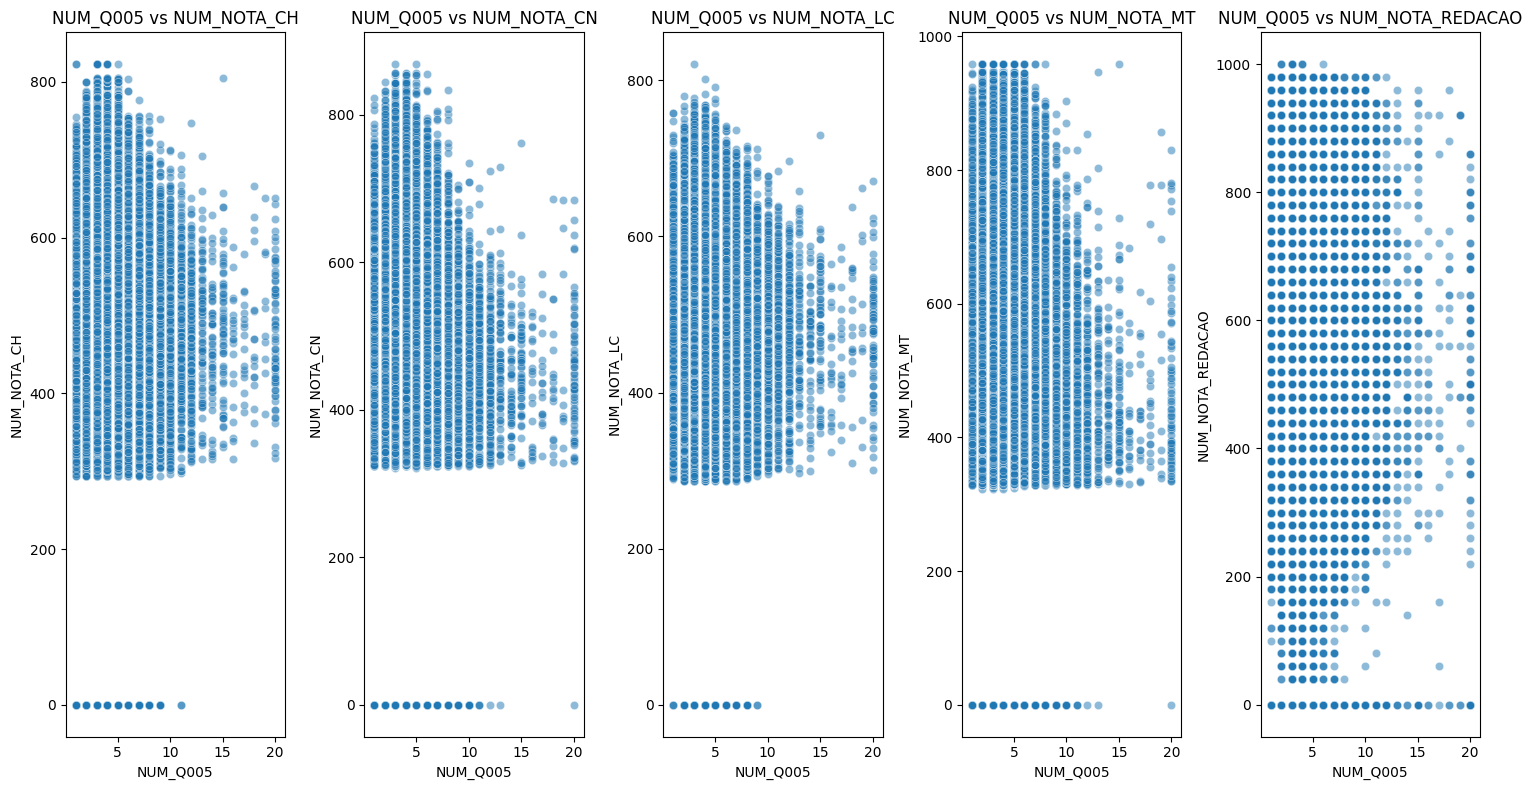 NUM_Q005 vs NUM_NOTA_CH
NUM_NOTA_CH
800
600
400
200
0
5 10 15 20
NUM_Q005
NUM_Q005 vs NUM_NOTA_CN
NUM_NOTA_CN
800
600
400
200
0
5 10 15 20
NUM_Q005
NUM_Q005 vs NUM_NOTA_LC
NUM_NOTA_LC
800
600
400
200
0
5 10 15 20
NUM_Q005
NUM_Q005 vs NUM_NOTA_MT
NUM_NOTA_MT
1000
800
600
400
200
0
5 10 15 20
NUM_Q005
NUM_Q005 vs NUM_NOTA_REDACAO
NUM_NOTA_REDACAO
1000
800
600
400
200
0
5 10 15 20
NUM_Q005